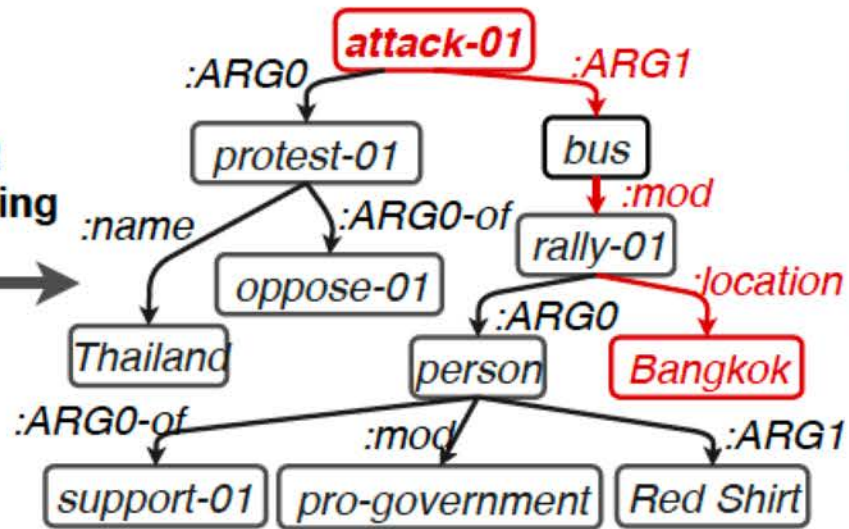 attack-01
:ARG0
:ARG1
protest-01
bus
ing
:name
:ARG0-of
:mod
rally-01
oppose-01
:location
:ARG0
Thailand
person
Bangkok
:ARG0-of
:mod
:ARG1
support-01
pro-government
Red Shirt